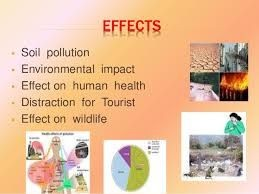 EFFECTS
Soil pollution
Environmental impact
Effect on human health
Distraction for Tourist
Effect on wildlife